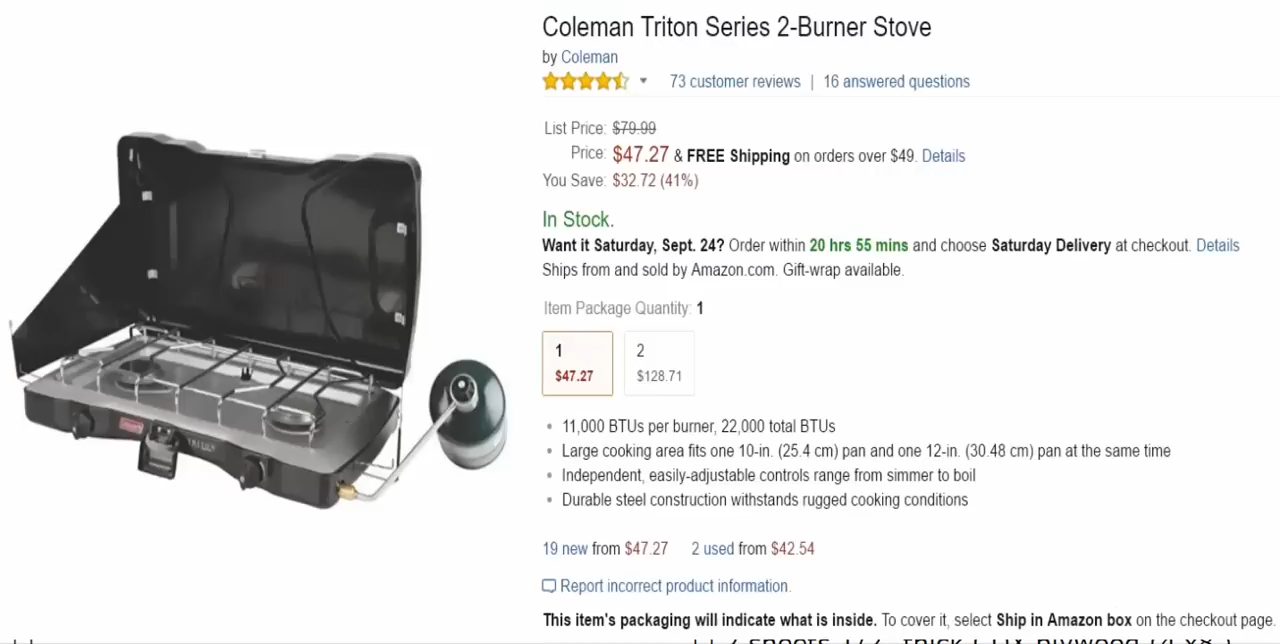 Coleman Triton Series 2-Burner Stove
by Coleman
73 customer reviews | 16 answered questions
List Price: $79.99
Price: $47.27 & FREE Shipping on orders over $49. Details
You Save: $32.72 (41%)
In Stock.
Want it Saturday, Sept. 24? Order within 20 hrs 55 mins and choose Saturday Delivery at checkout. Details
Ships from and sold by Amazon.com. Gift-wrap available.
Item Package Quantity: 1
1 2
$47.27 $128.71
• 11,000 BTUs per burner, 22,000 total BTUs
• Large cooking area fits one 10-in. (25.4 cm) pan and one 12-in. (30.48 cm) pan at the same time
• Independent, easily-adjustable controls range from simmer to boil
• Durable steel construction withstands rugged cooking conditions
19 new from $47.27 2 used from $42.54
Report incorrect product information.
This item's packaging will indicate what is inside. To cover it, select Ship in Amazon box on the checkout page.